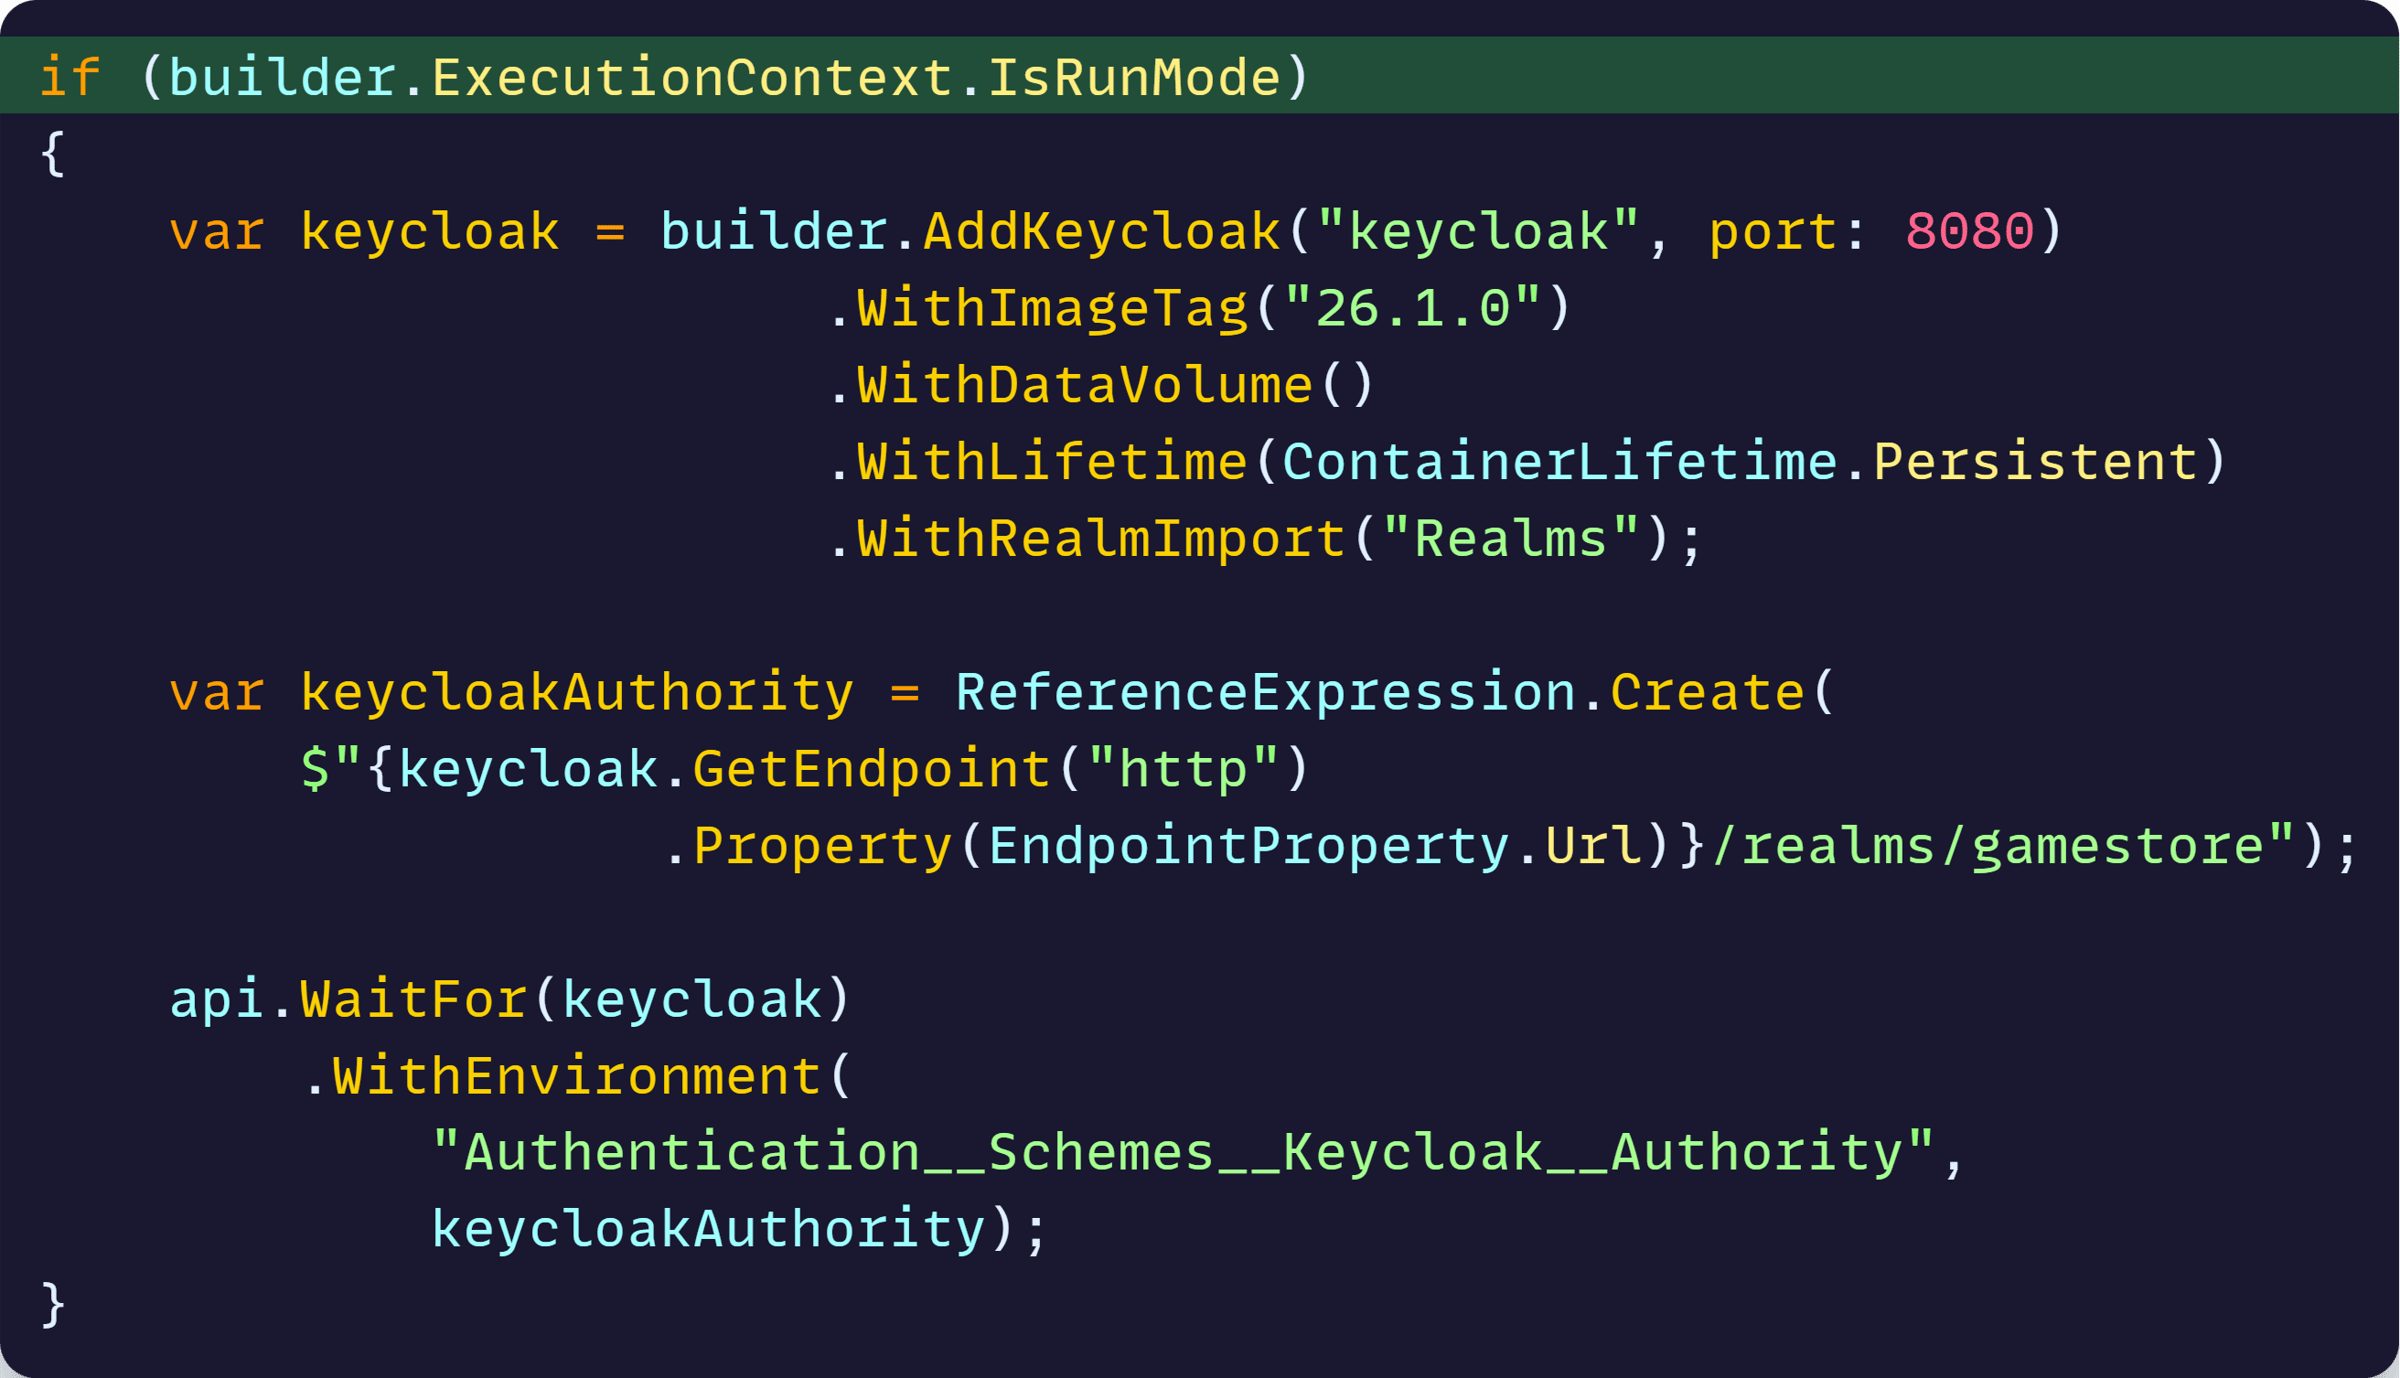 if (builder.ExecutionContext.IsRunMode)
{
    var keycloak = builder.AddKeycloak("keycloak", port: 8080)
                        .WithImageTag("26.1.0")
                        .WithDataVolume()
                        .WithLifetime(ContainerLifetime.Persistent)
                        .WithRealmImport("Realms");

    var keycloakAuthority = ReferenceExpression.Create(
        $"{keycloak.GetEndpoint("http")
                   .Property(EndpointProperty.Url)}/realms/gamestore");

    api.WaitFor(keycloak)
        .WithEnvironment(
            "Authentication__Schemes__Keycloak__Authority",
            keycloakAuthority);
}